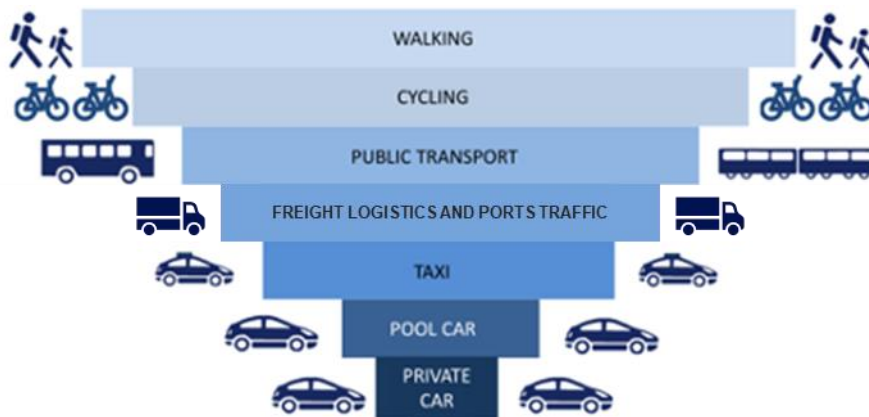 WALKING
CYCLING
PUBLIC TRANSPORT
FREIGHT LOGISTICS AND PORTS TRAFFIC
TAXI
POOL CAR
PRIVATE
CAR